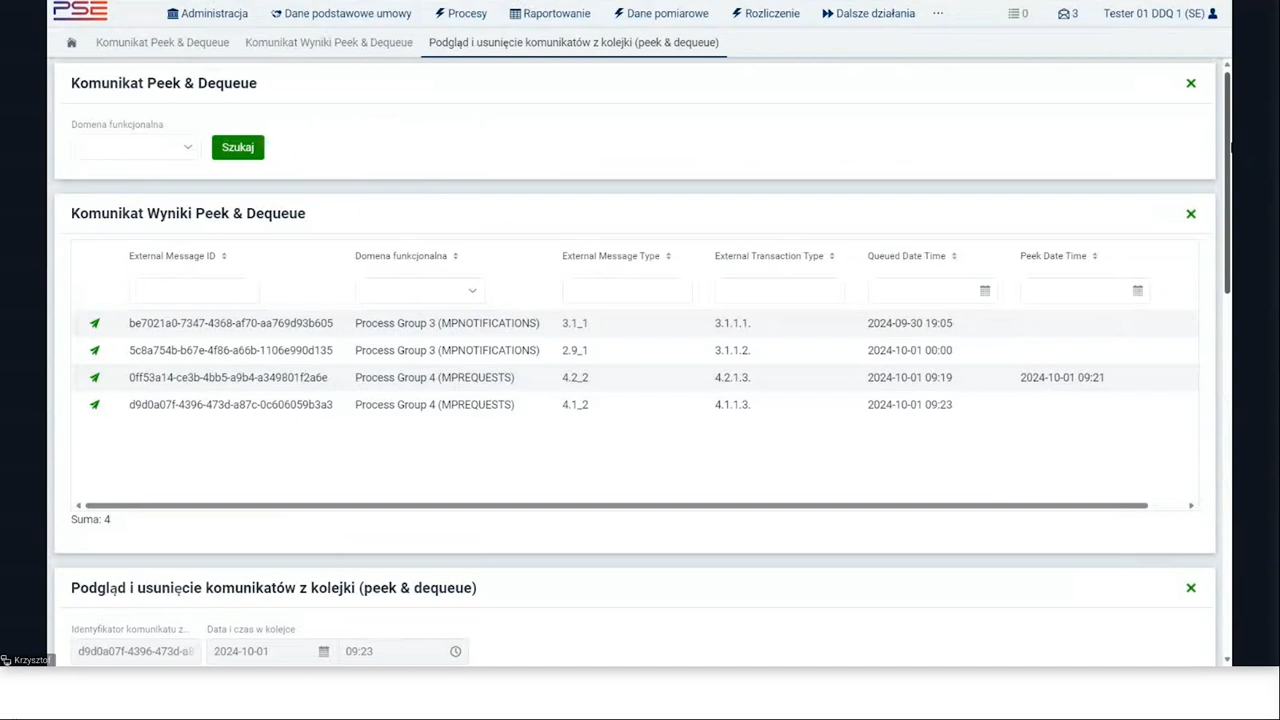 PSE
Administracja Dane podstawowe umowy Procesy Raportowanie Dane pomiarowe Rozliczenie Dalsze działania 0 3 Tester 01 DDQ 1 (SE)
Komunikat Peek & Dequeue Komunikat Wyniki Peek & Dequeue Podgląd i usunięcie komunikatów z kolejki (peek & dequeue)
Komunikat Peek & Dequeue
Domena funkcjonalna
Szukaj
Komunikat Wyniki Peek & Dequeue
External Message ID Domena funkcjonalna External Message Type External Transaction Type Queued Date Time Peek Date Time
be7021a0-7347-4368-af70-aa769d93b605 Process Group 3 (MPNOTIFICATIONS) 3.1_1 3.1.1.1. 2024-09-30 19:05
5c8a754b-b67e-4f86-a66b-1106e990d135 Process Group 3 (MPNOTIFICATIONS) 2.9_1 3.1.1.2. 2024-10-01 00:00
0ff53a14-ce3b-4bb5-a9b4-a349801f2a6e Process Group 4 (MPREQUESTS) 4.2_2 4.2.1.3. 2024-10-01 09:19 2024-10-01 09:21
d9d0a07f-4396-473d-a87c-0c606059b3a3 Process Group 4 (MPREQUESTS) 4.1_2 4.1.1.3. 2024-10-01 09:23
Suma: 4
Podgląd i usunięcie komunikatów z kolejki (peek & dequeue)
Identyfikator komunikatu z... Data i czas w kolejce
d9d0a07f-4396-473d-a8 2024-10-01 09:23
Krzysztof